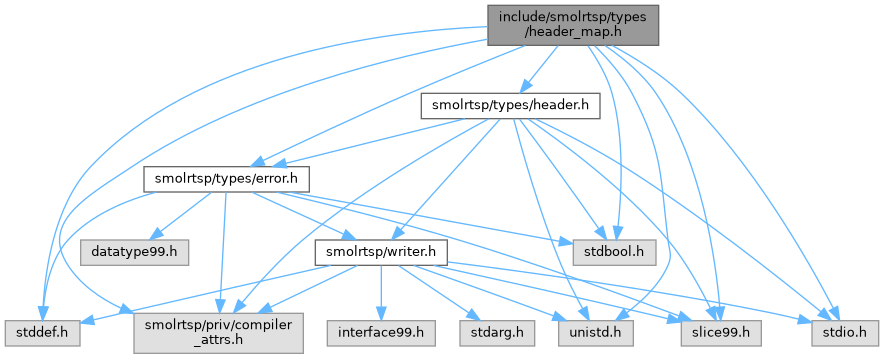 include/smolrtsp/types
/header_map.h
smolrtsp/types/header.h
smolrtsp/types/error.h
datatype99.h
smolrtsp/writer.h
stdbool.h
stddef.h
smolrtsp/priv/compiler
_attrs.h
interface99.h
stdarg.h
unistd.h
slice99.h
stdio.h